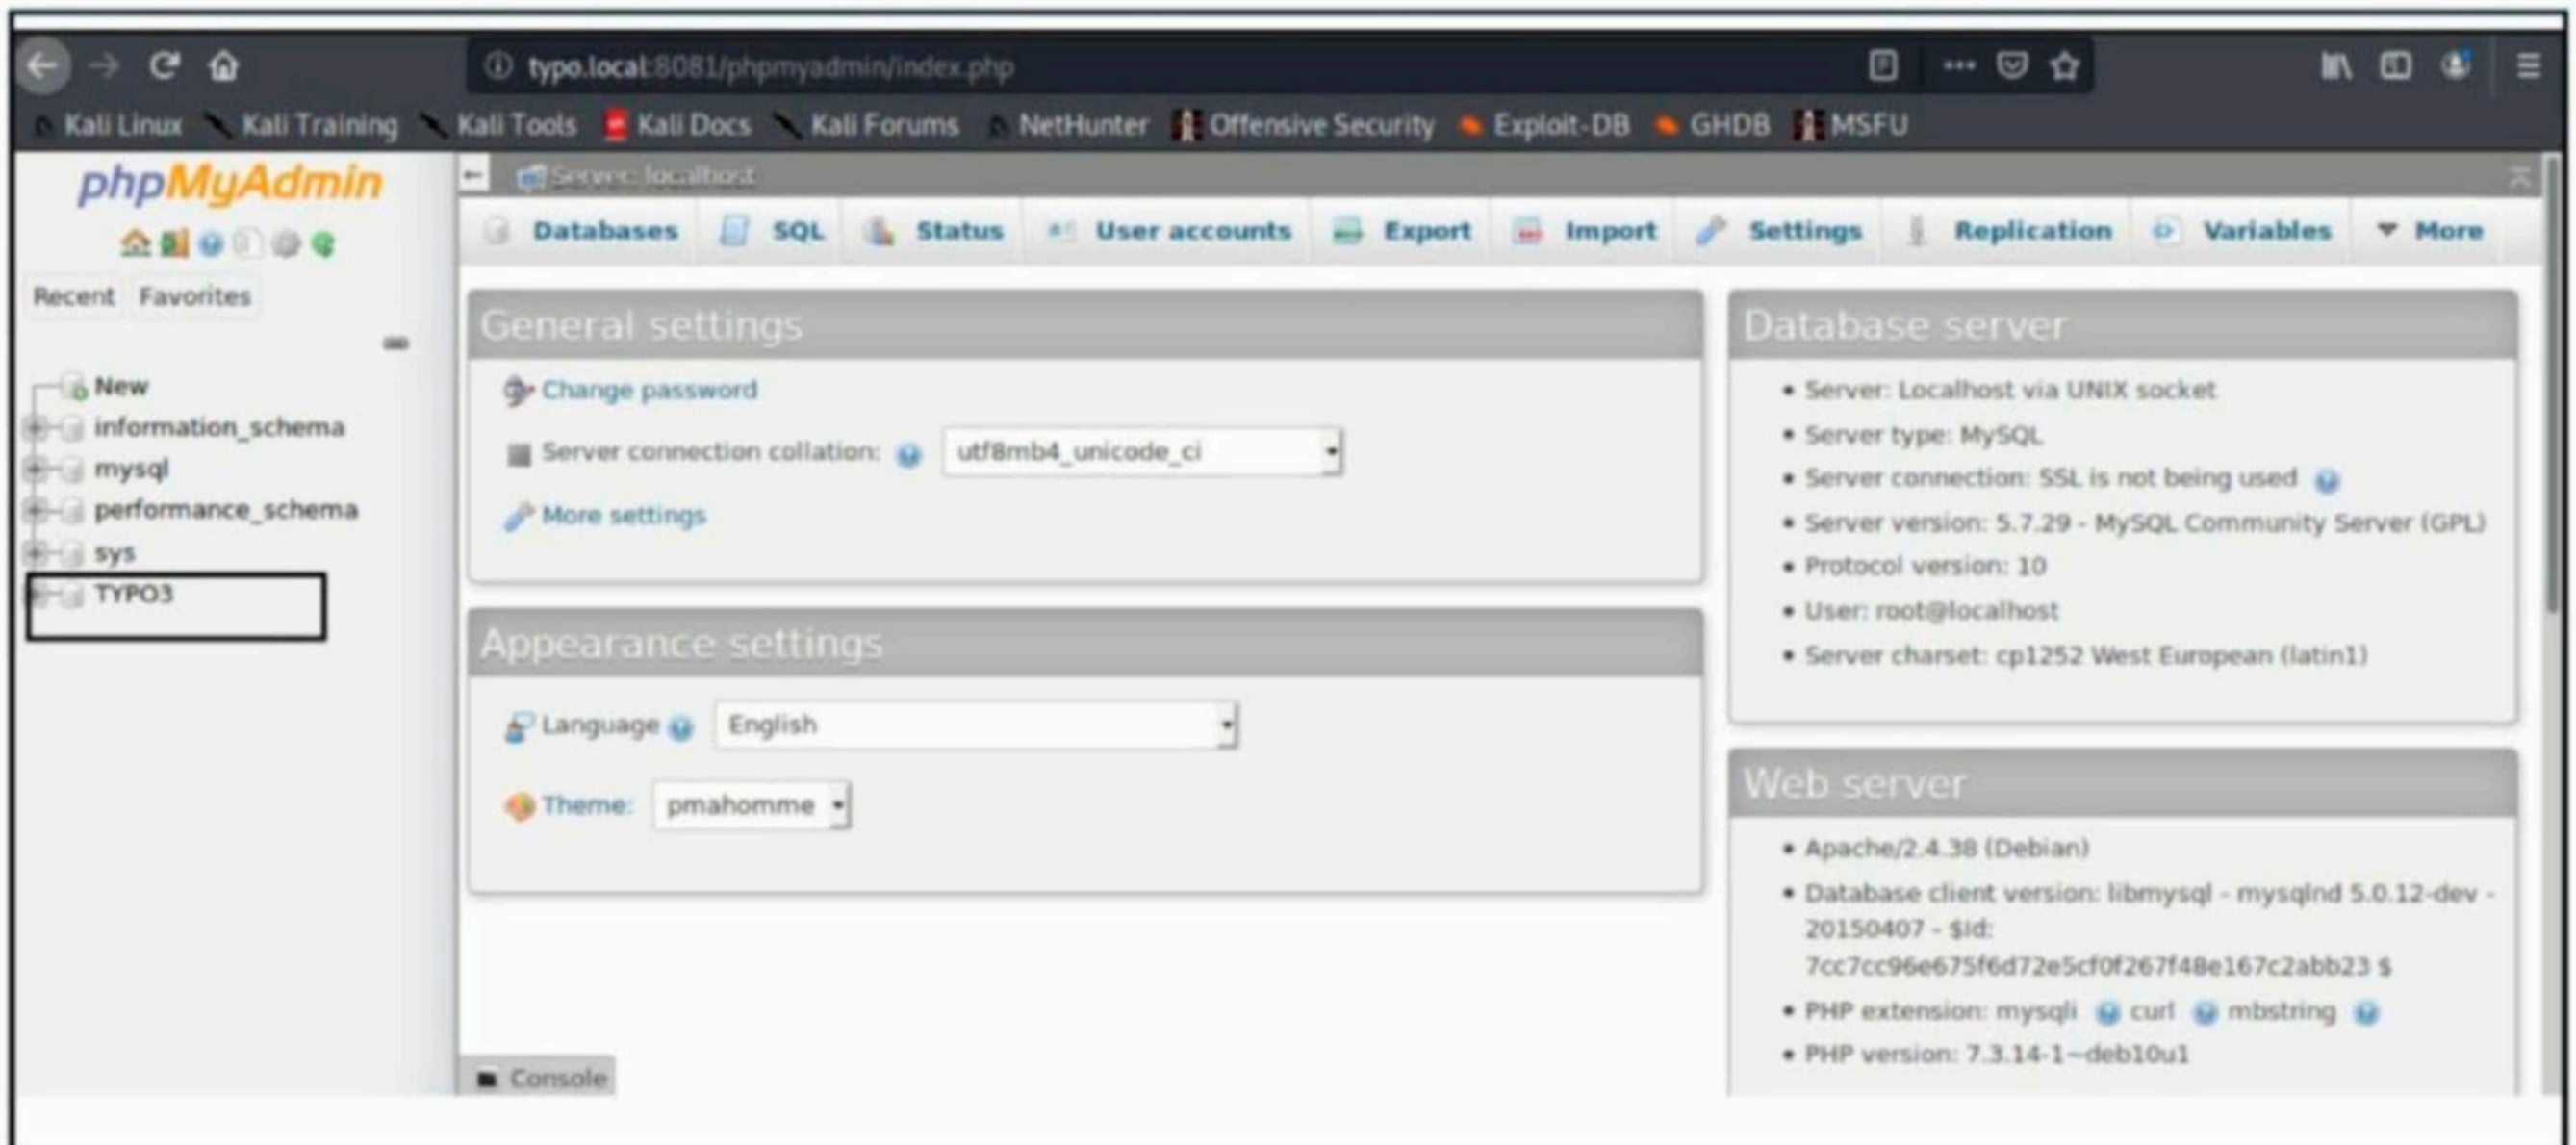 typo.local:8081/phpmyadmin/index.php
Kali Linux Kali Training Kali Tools Kali Docs Kali Forums NetHunter Offensive Security Exploit-DB GHDB MSFU
phpMyAdmin
Recent Favorites
New
information_schema
mysql
performance_schema
sys
TYPO3
Server: localhost
Databases SQL Status User accounts Export Import Settings Replication Variables More
General settings
Change password
Server connection collation: utf8mb4_unicode_ci
More settings
Appearance settings
Language English
Theme: pmahomme
Console
Database server
• Server: Localhost via UNIX socket
• Server type: MySQL
• Server connection: SSL is not being used
• Server version: 5.7.29 - MySQL Community Server (GPL)
• Protocol version: 10
• User: root@localhost
• Server charset: cp1252 West European (latin1)
Web server
• Apache/2.4.38 (Debian)
• Database client version: libmysql - mysqlnd 5.0.12-dev -
20150407 - $Id:
7cc7cc96e675f6d72e5cf0f267f48e167c2abb23 $
• PHP extension: mysqli curl mbstring
• PHP version: 7.3.14-1~deb10u1